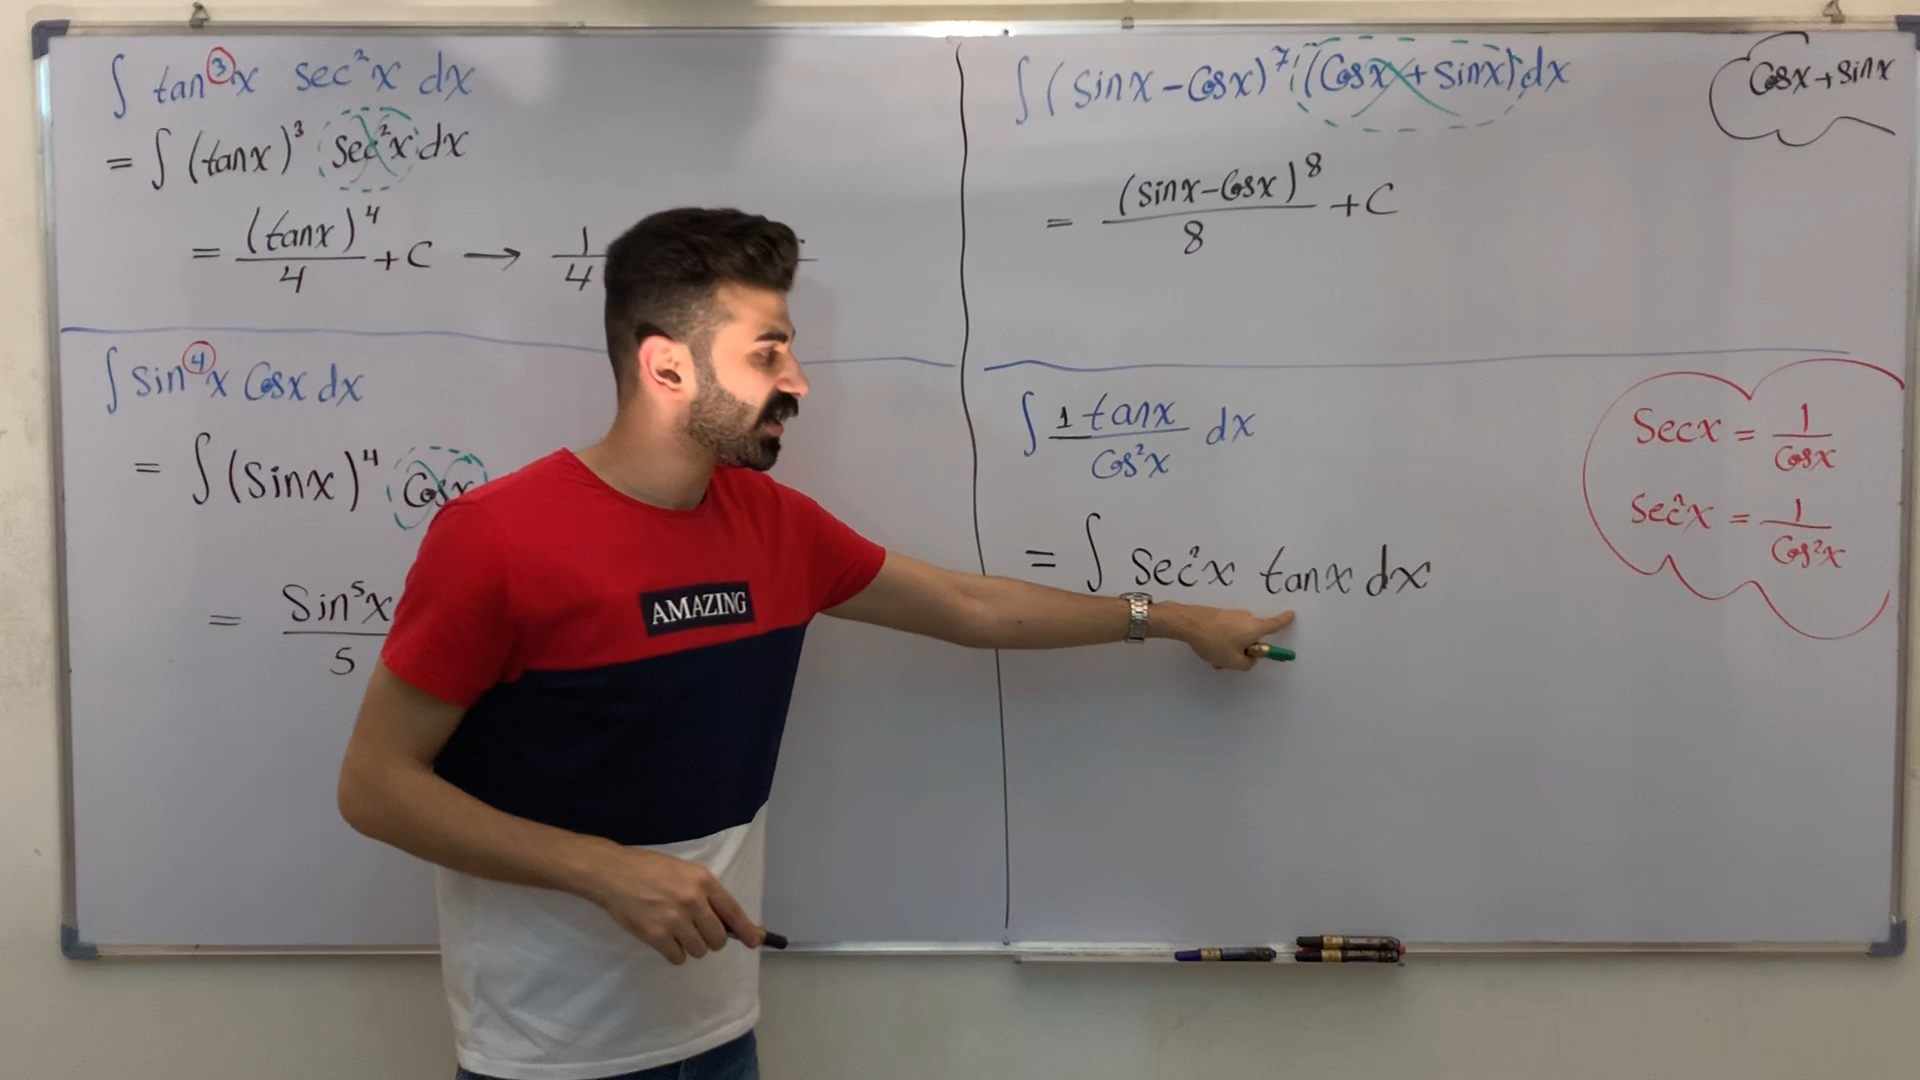 ∫ tan³x sec²x dx
= ∫ (tanx)³ sec²x dx
= (tanx)⁴/4 + C → 1/4
∫ sin⁴x Cosx dx
= ∫ (Sinx)⁴ Cosx
= Sin⁵x/5
∫ (sinx - Cosx)⁷ (Cosx + sinx) dx
= (sinx - Cosx)⁸/8 + C
Cosx + sinx
∫ 1 tanx/Cos²x dx
= ∫ Sec²x tanx dx
Secx = 1/Cosx
Sec²x = 1/Cos²x
AMAZING